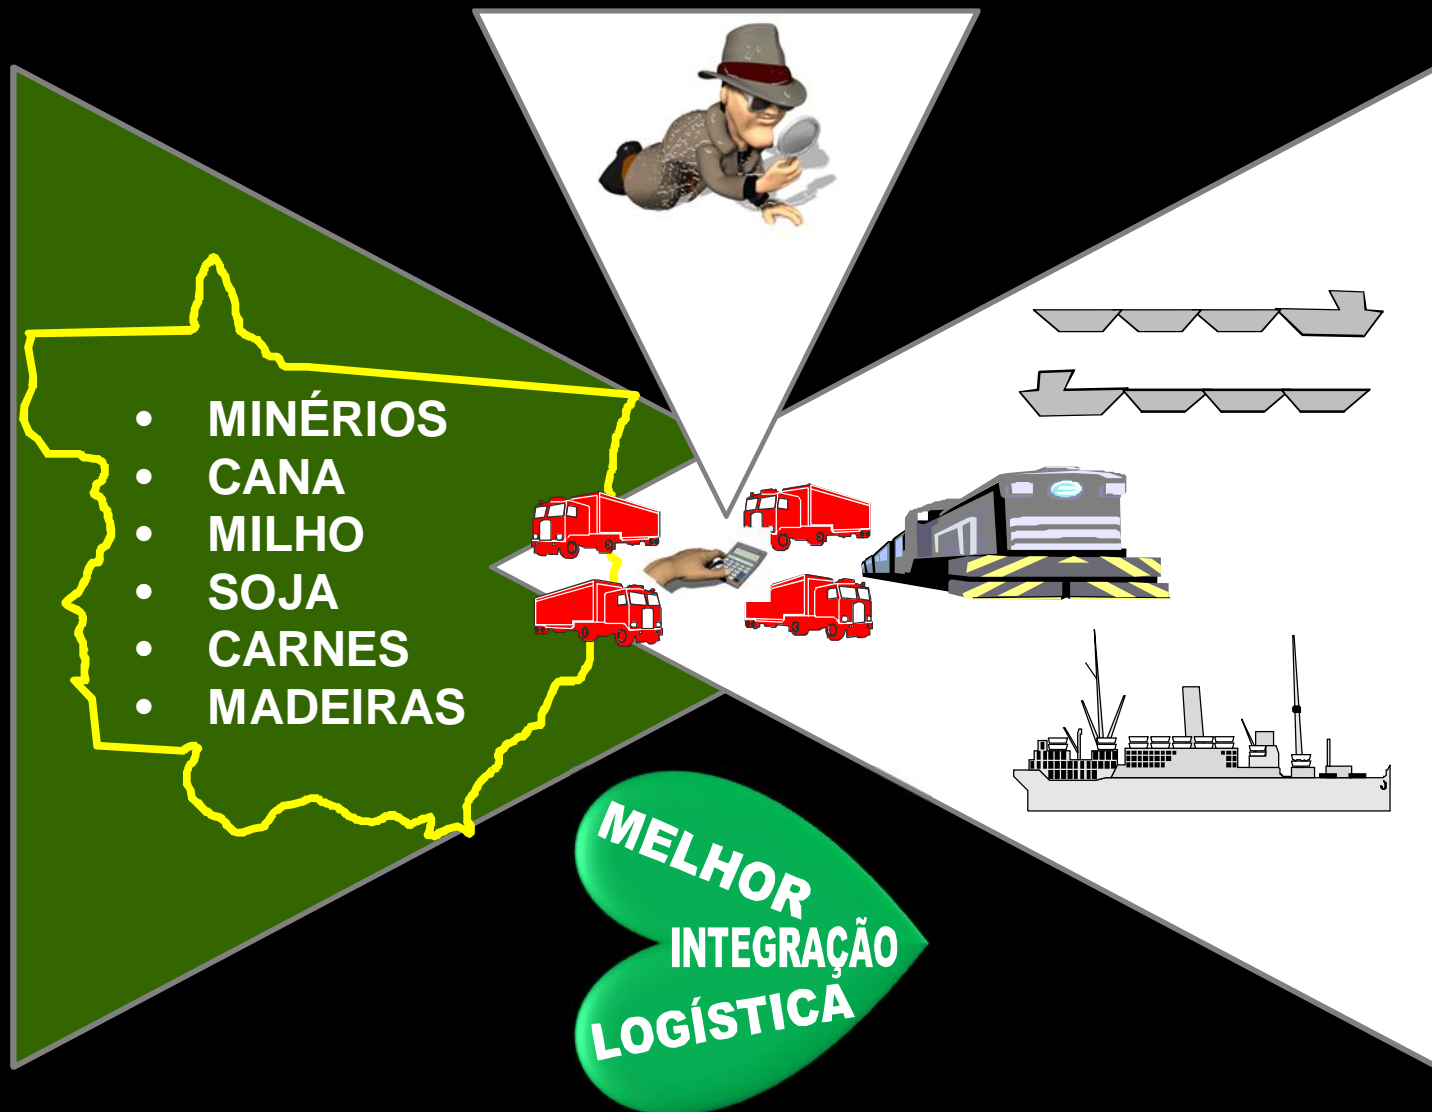 • MINÉRIOS
• CANA
• MILHO
• SOJA
• CARNES
• MADEIRAS
MELHOR
INTEGRAÇÃO
LOGÍSTICA